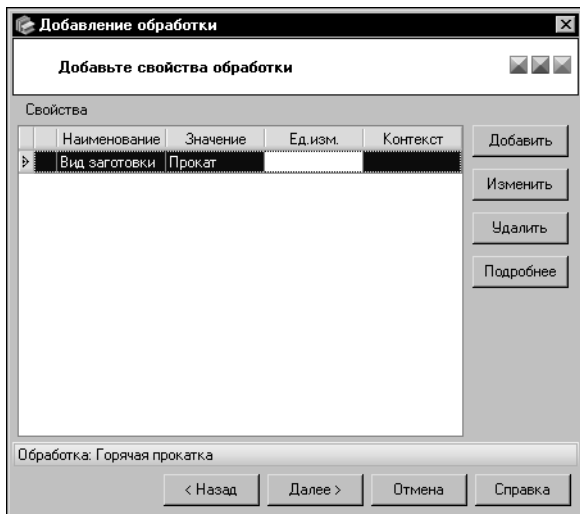 Добавление обработки
Добавьте свойства обработки
Свойства
Наименование Значение Ед.изм. Контекст
Вид заготовки Прокат
Добавить
Изменить
Удалить
Подробнее
Обработка: Горячая прокатка
< Назад Далее > Отмена Справка